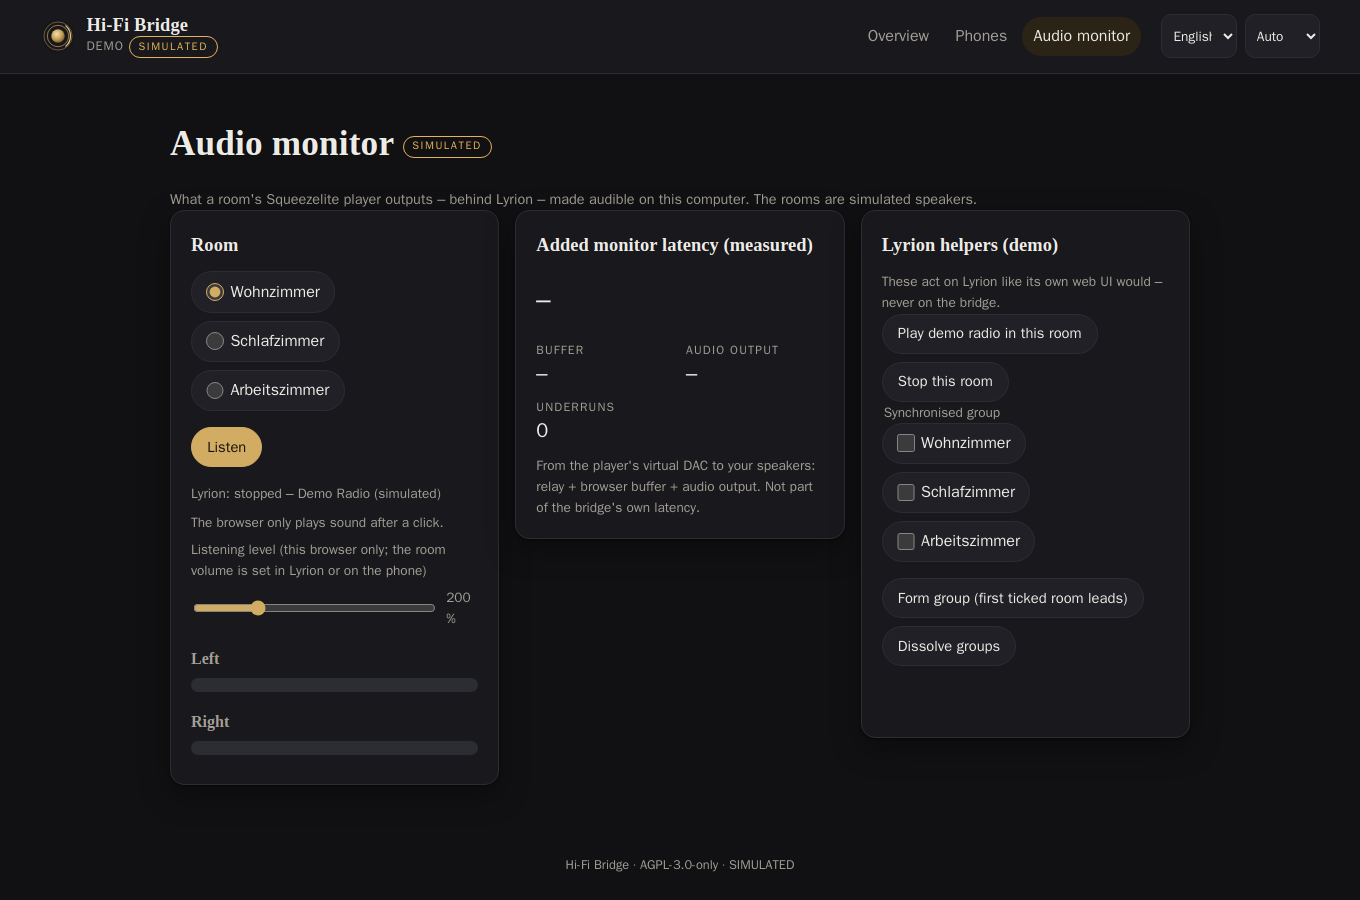 Hi-Fi Bridge
DEMO SIMULATED
Overview Phones Audio monitor English Auto
Audio monitor SIMULATED
What a room's Squeezelite player outputs – behind Lyrion – made audible on this computer. The rooms are simulated speakers.
Room
Wohnzimmer
Schlafzimmer
Arbeitszimmer
Listen
Lyrion: stopped – Demo Radio (simulated)
The browser only plays sound after a click.
Listening level (this browser only; the room
volume is set in Lyrion or on the phone)
200
%
Left
Right
Added monitor latency (measured)
–
BUFFER AUDIO OUTPUT
– –
UNDERRUNS
0
From the player's virtual DAC to your speakers:
relay + browser buffer + audio output. Not part
of the bridge's own latency.
Lyrion helpers (demo)
These act on Lyrion like its own web UI would –
never on the bridge.
Play demo radio in this room
Stop this room
Synchronised group
Wohnzimmer
Schlafzimmer
Arbeitszimmer
Form group (first ticked room leads)
Dissolve groups
Hi-Fi Bridge · AGPL-3.0-only · SIMULATED